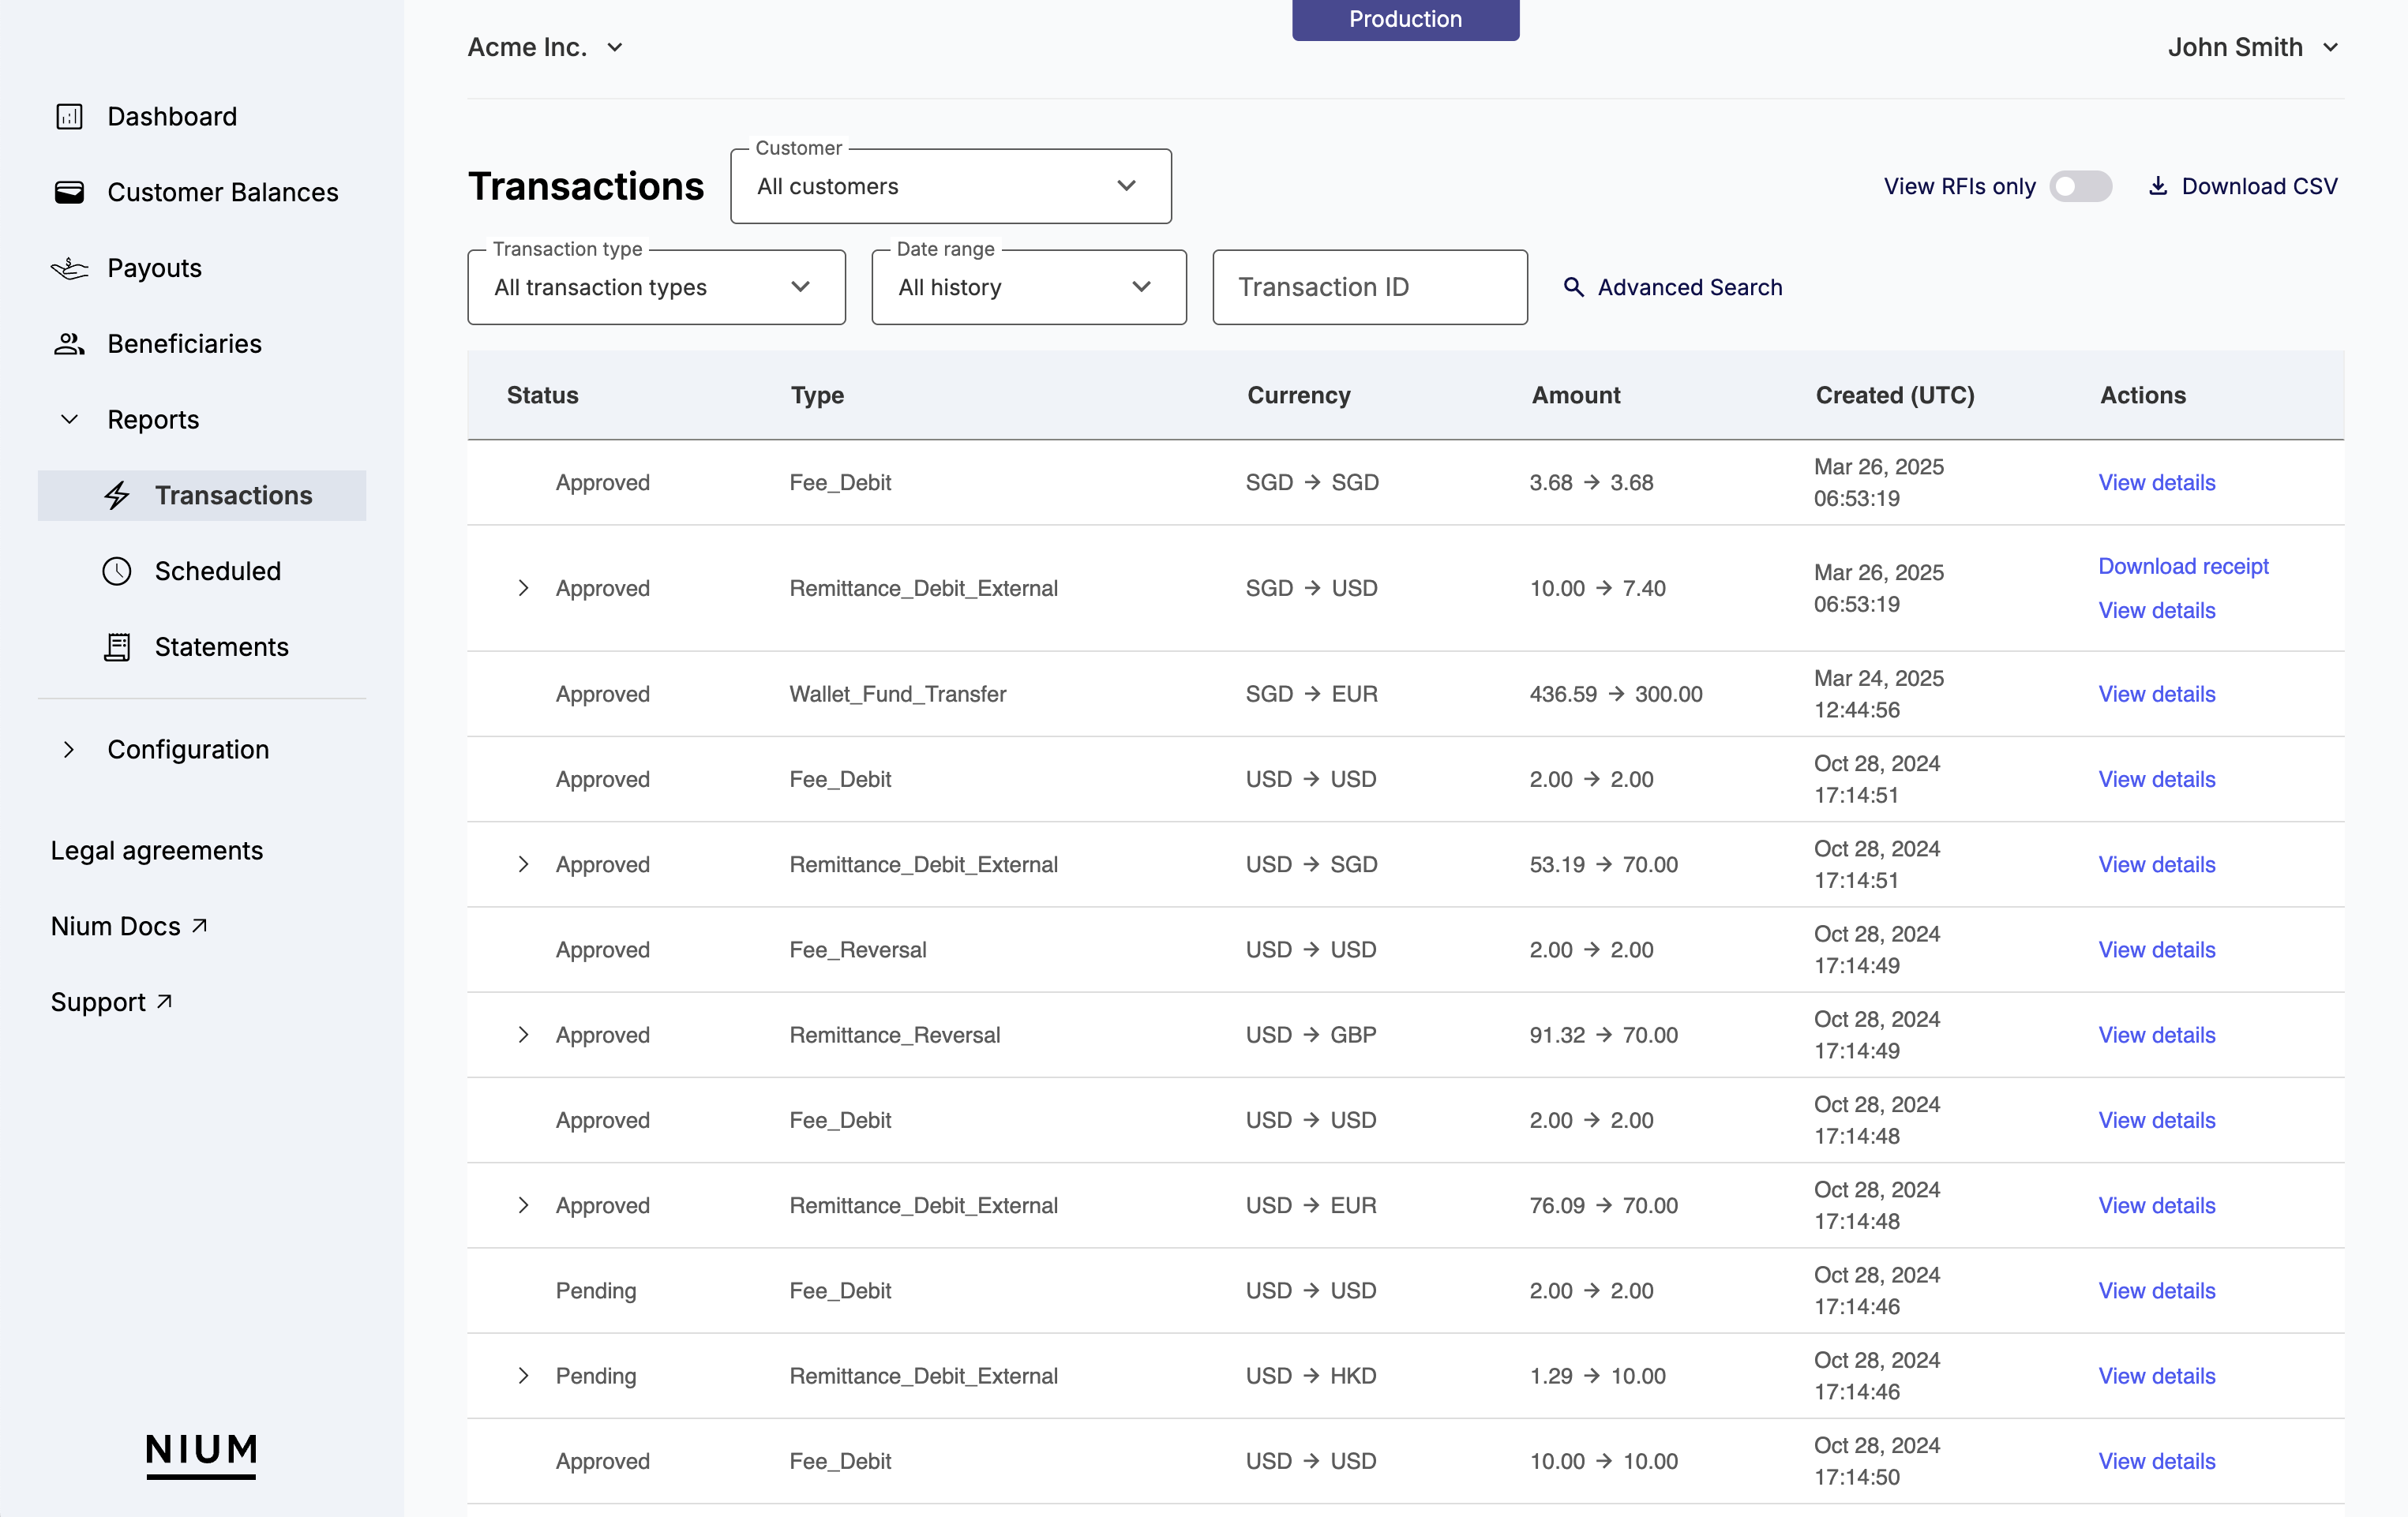 Production
Acme Inc.
John Smith
Dashboard
Customer Balances
Payouts
Beneficiaries
Reports
Transactions
Scheduled
Statements
Configuration
Legal agreements
Nium Docs
Support
NIUM
Transactions
Customer
All customers
View RFIs only
Download CSV
Transaction type
All transaction types
Date range
All history
Transaction ID
Advanced Search
Status Type Currency Amount Created (UTC) Actions
Approved Fee_Debit SGD → SGD 3.68 → 3.68 Mar 26, 2025 06:53:19 View details
Approved Remittance_Debit_External SGD → USD 10.00 → 7.40 Mar 26, 2025 06:53:19 Download receipt View details
Approved Wallet_Fund_Transfer SGD → EUR 436.59 → 300.00 Mar 24, 2025 12:44:56 View details
Approved Fee_Debit USD → USD 2.00 → 2.00 Oct 28, 2024 17:14:51 View details
Approved Remittance_Debit_External USD → SGD 53.19 → 70.00 Oct 28, 2024 17:14:51 View details
Approved Fee_Reversal USD → USD 2.00 → 2.00 Oct 28, 2024 17:14:49 View details
Approved Remittance_Reversal USD → GBP 91.32 → 70.00 Oct 28, 2024 17:14:49 View details
Approved Fee_Debit USD → USD 2.00 → 2.00 Oct 28, 2024 17:14:48 View details
Approved Remittance_Debit_External USD → EUR 76.09 → 70.00 Oct 28, 2024 17:14:48 View details
Pending Fee_Debit USD → USD 2.00 → 2.00 Oct 28, 2024 17:14:46 View details
Pending Remittance_Debit_External USD → HKD 1.29 → 10.00 Oct 28, 2024 17:14:46 View details
Approved Fee_Debit USD → USD 10.00 → 10.00 Oct 28, 2024 17:14:50 View details